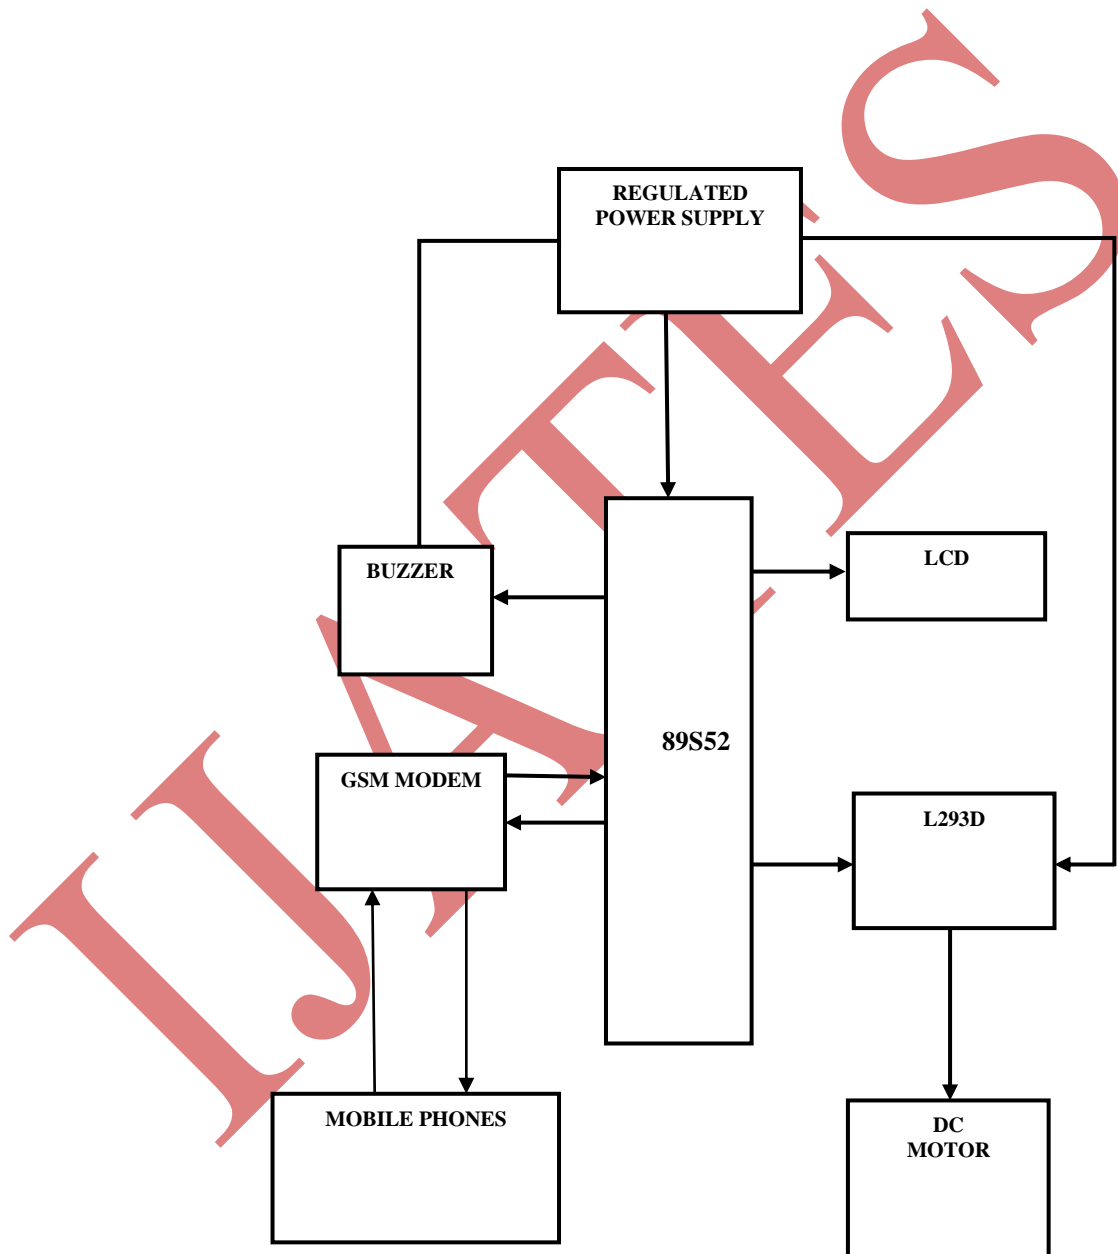 REGULATED
POWER SUPPLY
BUZZER
LCD
89S52
GSM MODEM
L293D
MOBILE PHONES
DC
MOTOR
IJATES